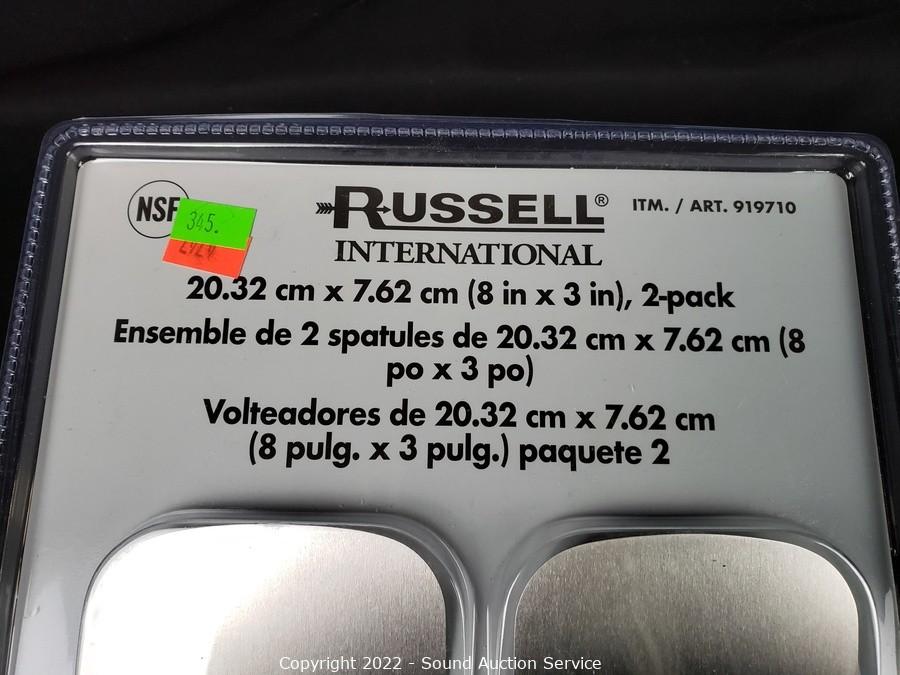 NSF
345.
RUSSELL®
INTERNATIONAL
ITM. / ART. 919710
20.32 cm x 7.62 cm (8 in x 3 in), 2-pack
Ensemble de 2 spatules de 20.32 cm x 7.62 cm (8
po x 3 po)
Volteadores de 20.32 cm x 7.62 cm
(8 pulg. x 3 pulg.) paquete 2
Copyright 2022 - Sound Auction Service